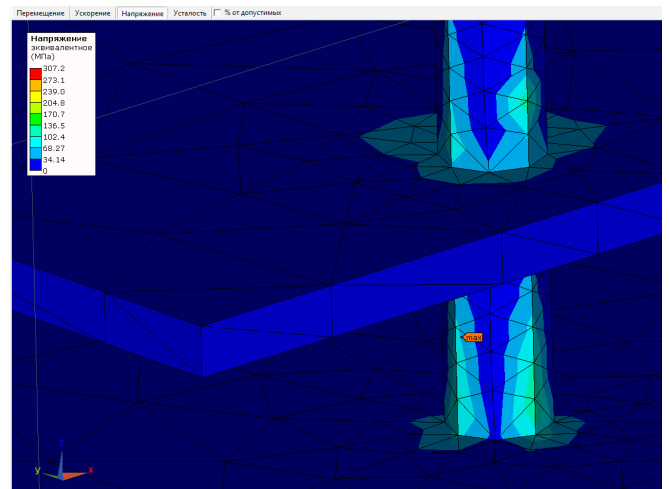 Перемещение Ускорение Напряжение Усталость % от допустимых
Напряжение
эквивалентное
(МПа)
307.2
273.1
239.0
204.8
170.7
136.5
102.4
68.27
34.14
0
max
z
y
x